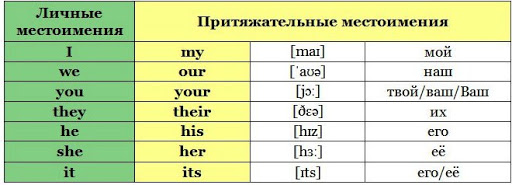 Личные местоимения Притяжательные местоимения
I my [maɪ] мой
we our [ˈaʊə] наш
you your [jɔː] твой/ваш/Ваш
they their [ðɛə] их
he his [hɪz] его
she her [hɜː] её
it its [ɪts] его/её